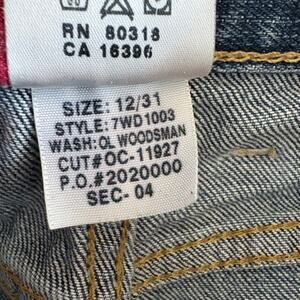 RN 80318
CA 16396
SIZE: 12/31
STYLE: 7WD1003
WASH: OL WOODSMAN
CUT# OC-11927
P.O.# 2020000
SEC- 04